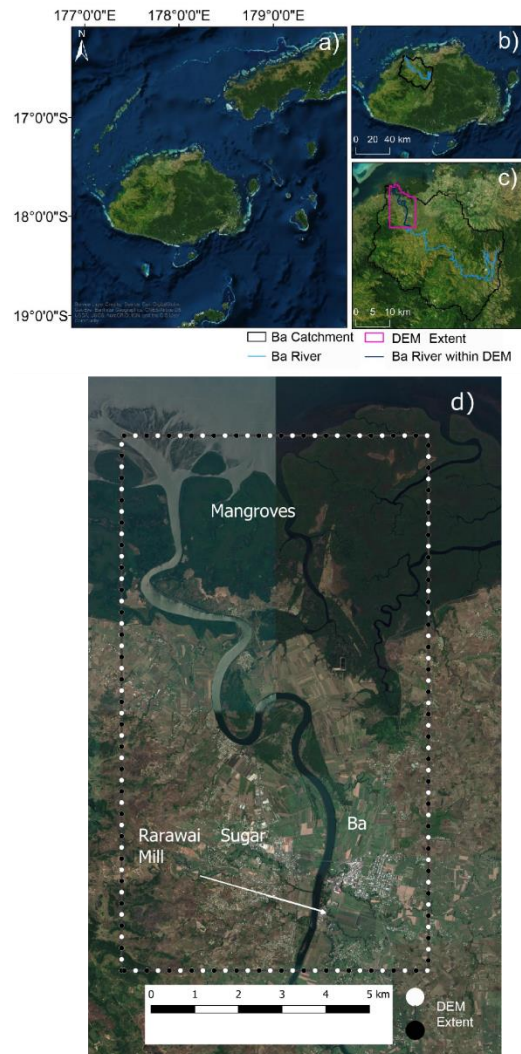 177°0'0"E 178°0'0"E 179°0'0"E
N
a)
b)
17°0'0"S
0 20 40 km
c)
18°0'0"S
19°0'0"S
0 5 10 km
Ba Catchment DEM Extent
Ba River Ba River within DEM
d)
Mangroves
Rarawai Sugar Ba
Mill
0 1 2 3 4 5 km
DEM
Extent